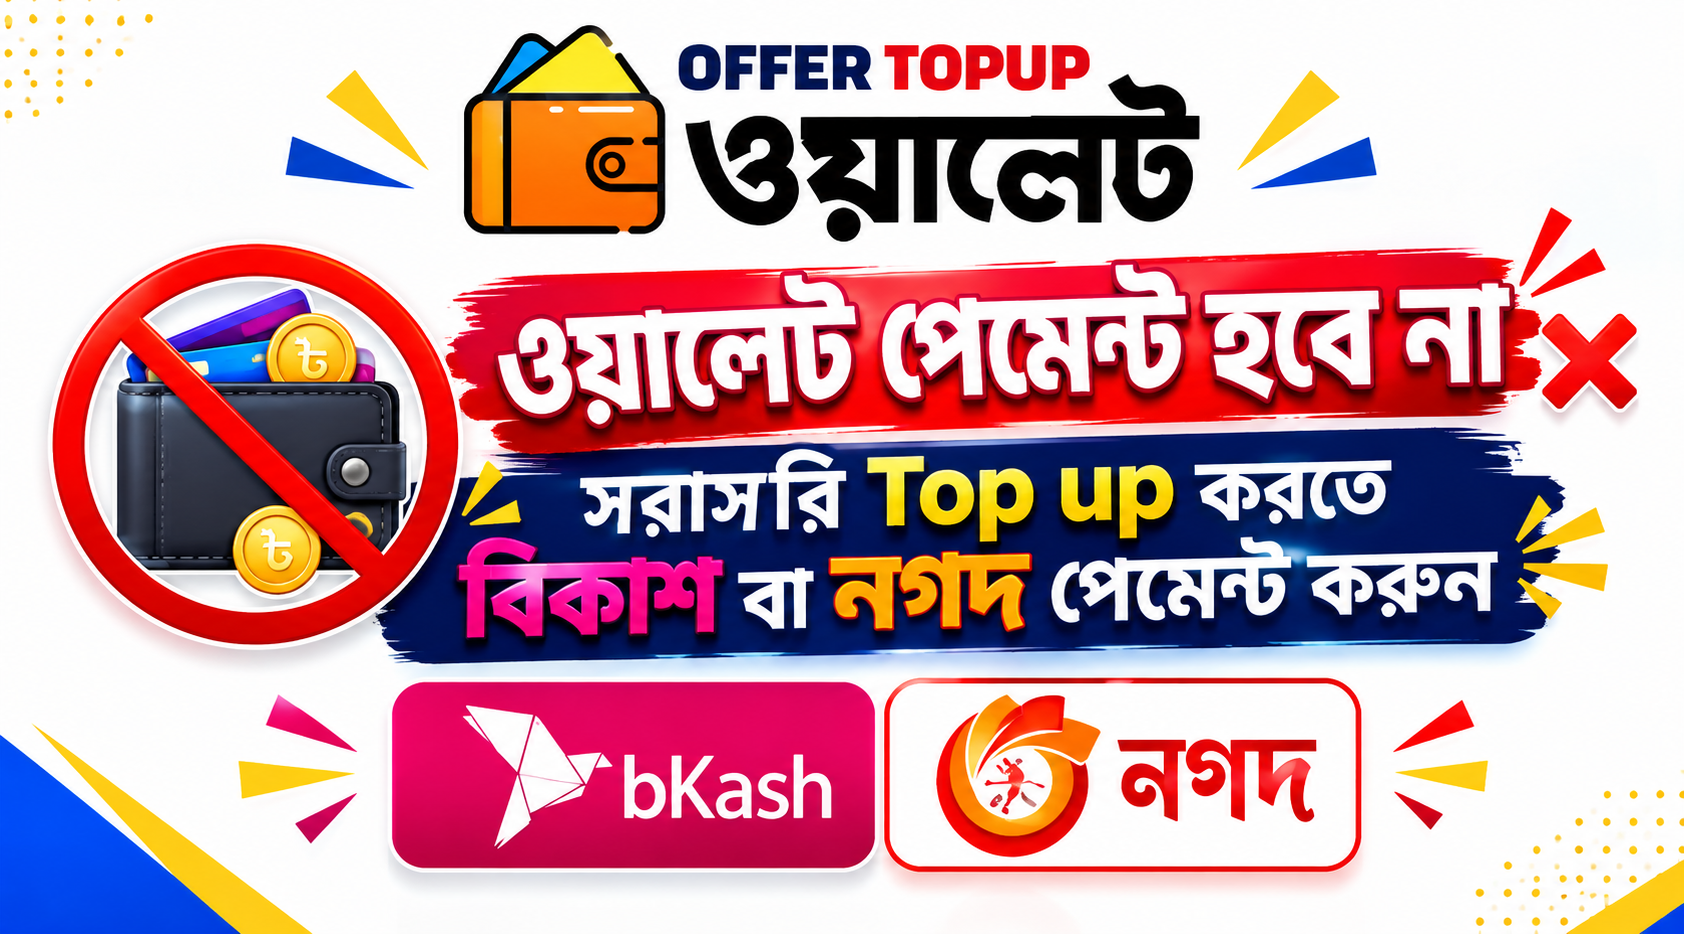 OFFER TOPUP
ওয়ালেট
ওয়ালেট পেমেন্ট হবে না
সরাসরি Top up করতে
বিকাশ বা নগদ পেমেন্ট করুন
৳
৳
bKash
নগদ